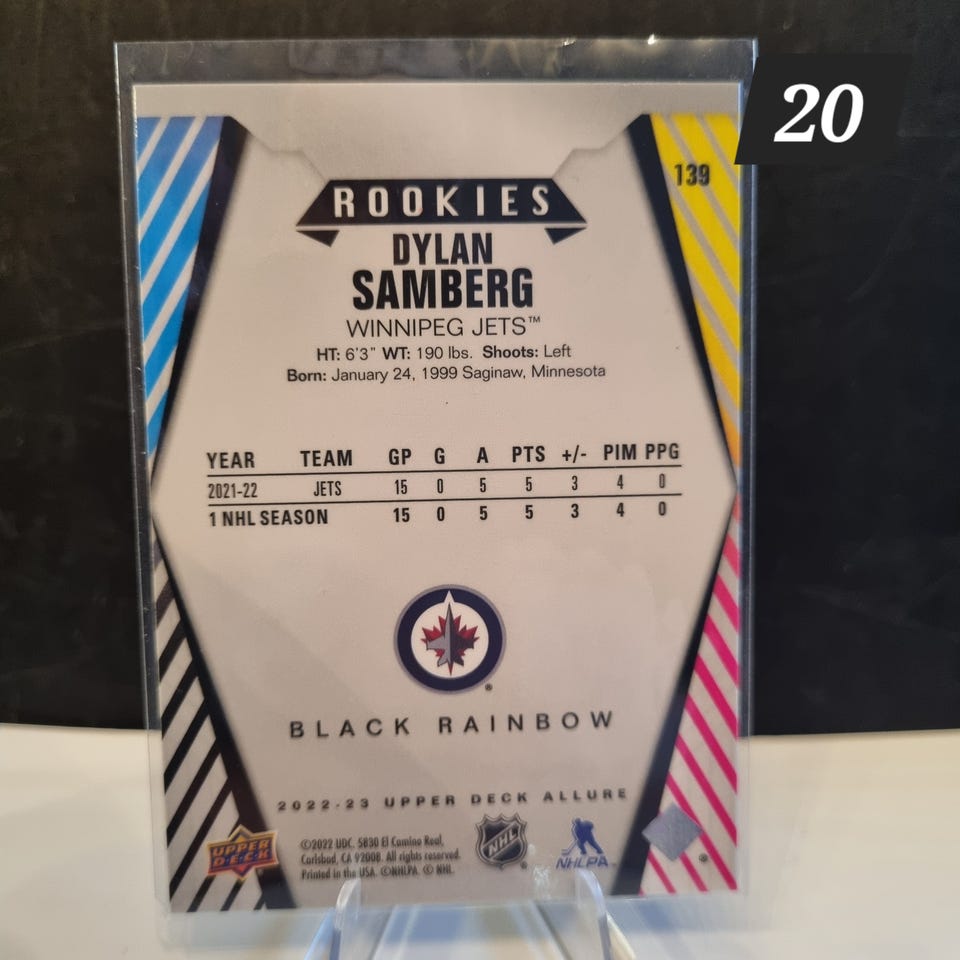 20
139
ROOKIES
DYLAN
SAMBERG
WINNIPEG JETS™
HT: 6'3" WT: 190 lbs. Shoots: Left
Born: January 24, 1999 Saginaw, Minnesota
YEAR TEAM GP G A PTS +/- PIM PPG
2021-22 JETS 15 0 5 5 3 4 0
1 NHL SEASON 15 0 5 5 3 4 0
®
BLACK RAINBOW
2022-23 UPPER DECK ALLURE
UPPER DECK
©2022 UDC. 5830 El Camino Real,
Carlsbad, CA 92008. All rights reserved.
Printed in the USA. ©NHLPA. © NHL.
NHL
NHLPA